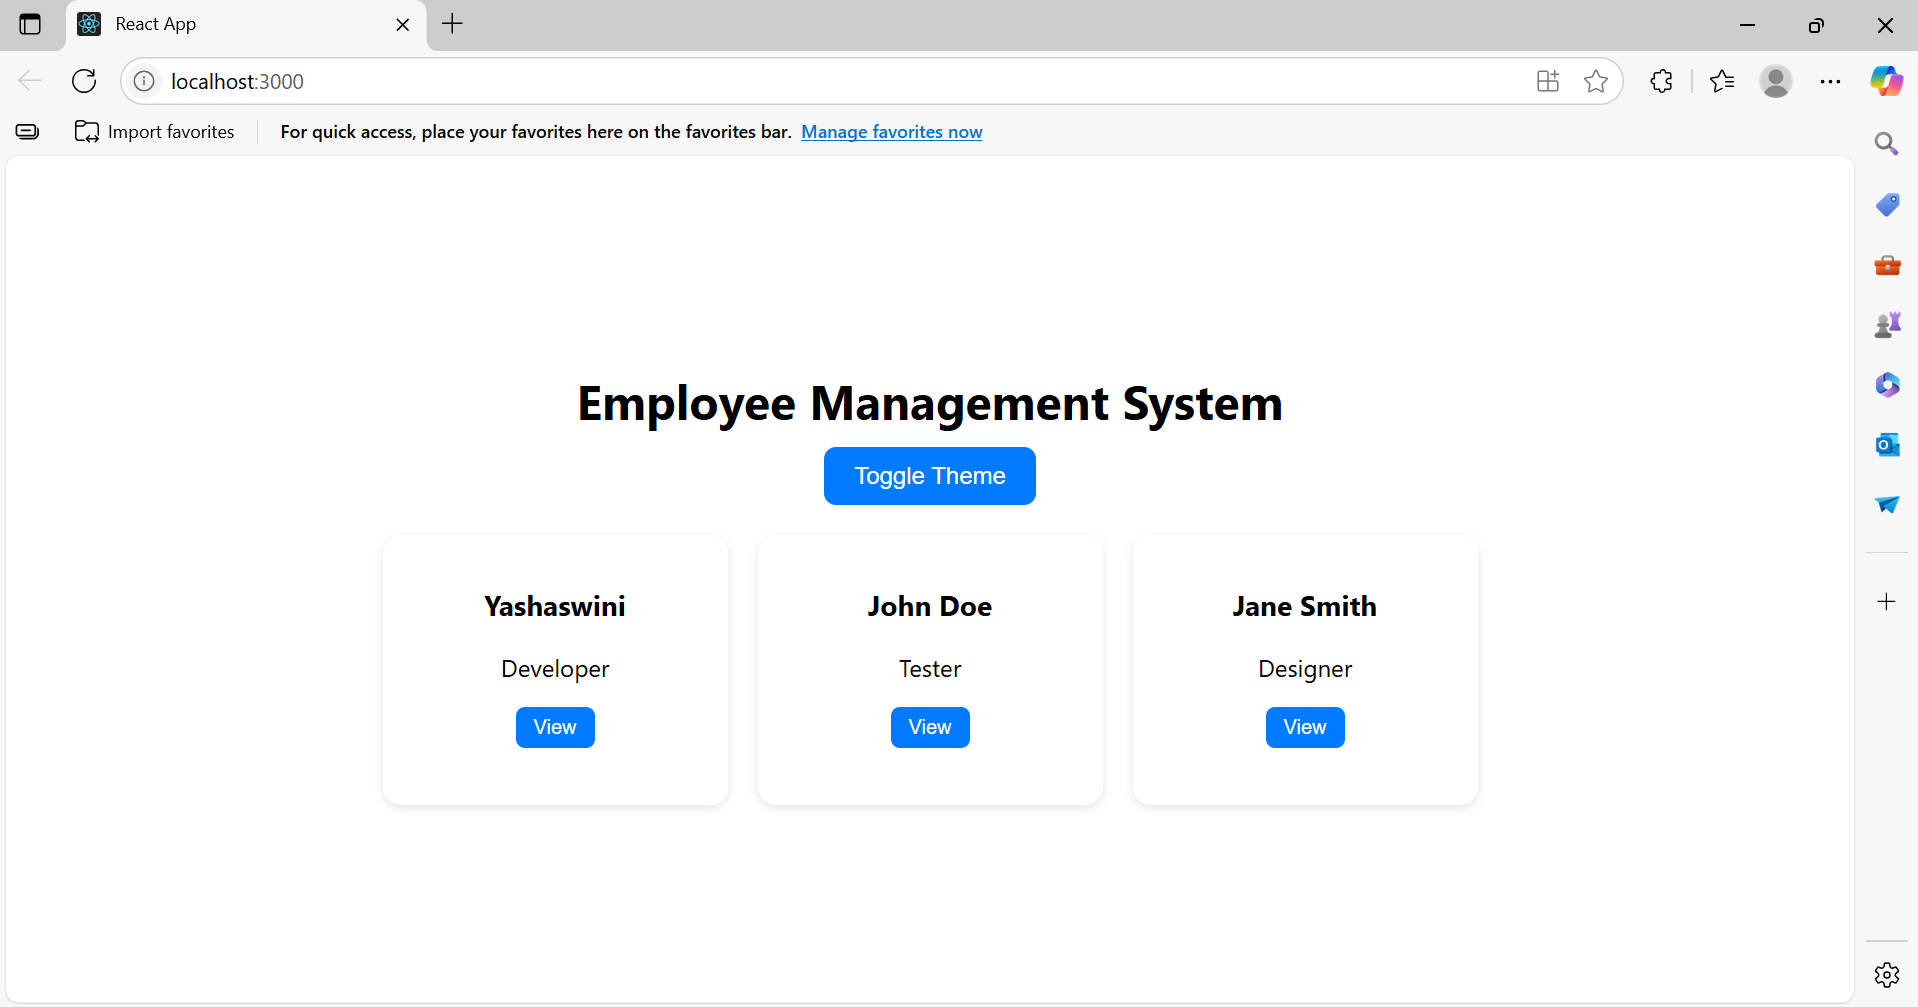 React App
localhost:3000
Import favorites For quick access, place your favorites here on the favorites bar. Manage favorites now
Employee Management System
Toggle Theme
Yashaswini John Doe Jane Smith
Developer Tester Designer
View View View